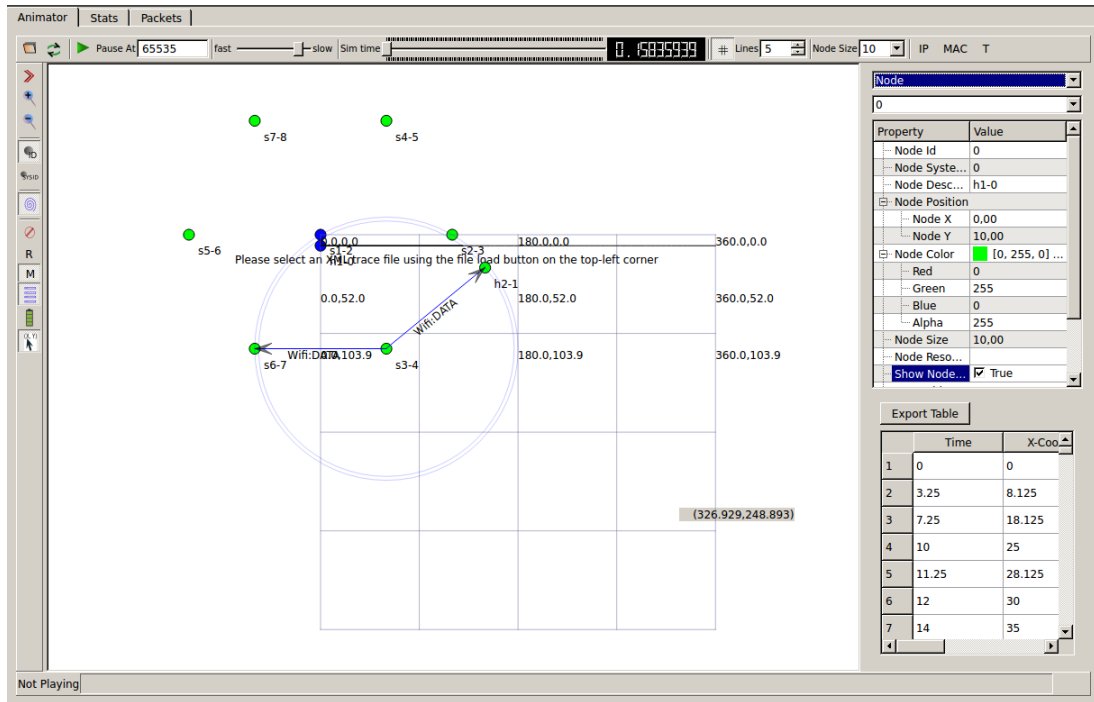 Animator Stats Packets
Pause At 65535 fast slow Sim time 0.15835939 Lines 5 Node Size 10 IP MAC T
Node
0
Property Value
Node Id 0
Node Syste... 0
Node Desc... h1-0
Node Position
Node X 0,00
Node Y 10,00
Node Color [0, 255, 0] ...
Red 0
Green 255
Blue 0
Alpha 255
Node Size 10,00
Node Reso...
Show Node... True
Export Table
Time X-Coo
1 0 0
2 3.25 8.125
3 7.25 18.125
4 10 25
5 11.25 28.125
6 12 30
7 14 35
ID
SYSID
R
M
s7-8 s4-5
s5-6
0.0,0.0 180.0,0.0 360.0,0.0
s1-2 s2-3
Please select an XML trace file using the file load button on the top-left corner
h2-1
0.0,52.0 180.0,52.0 360.0,52.0
Wifi:DATA
Wifi:DATA 0.0,103.9 180.0,103.9 360.0,103.9
s6-7 s3-4
(326.929,248.893)
Not Playing